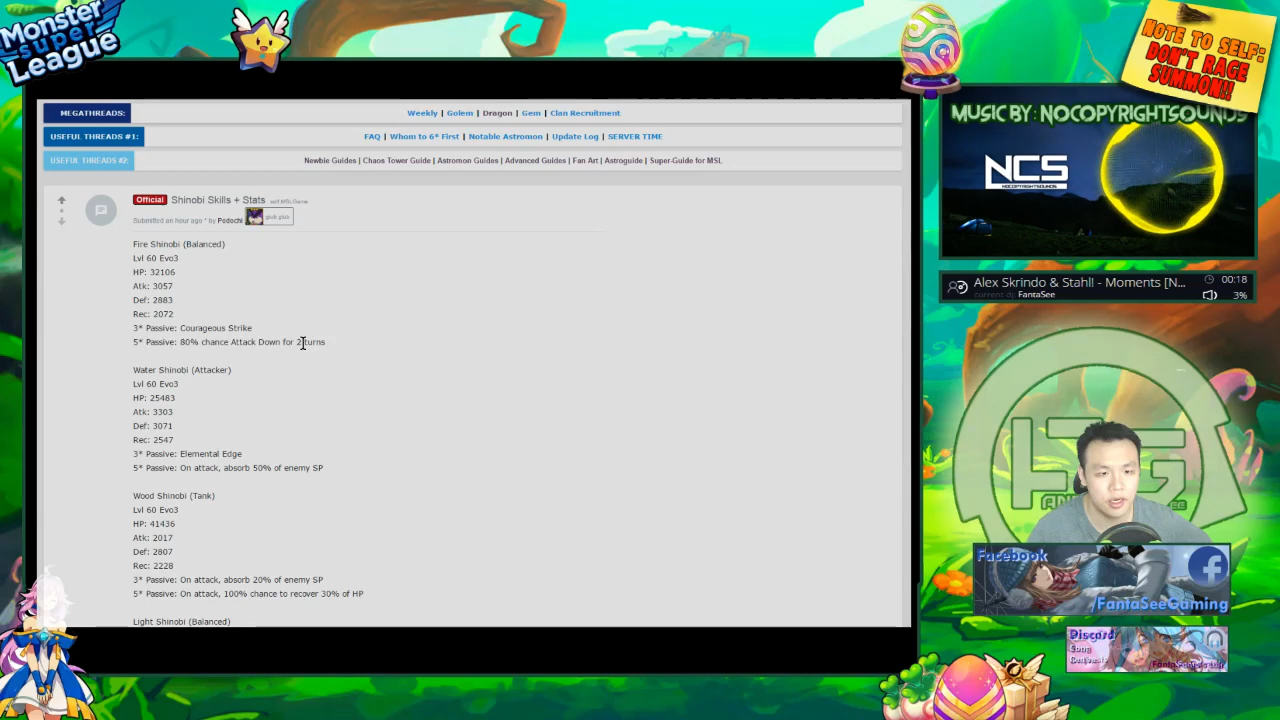 Monster
Super
League
NOTE TO SELF:
DON'T RAGE
SUMMON!!
MEGATHREADS:
Weekly | Golem | Dragon | Gem | Clan Recruitment
USEFUL THREADS #1:
FAQ | Whom to 6* First | Notable Astromon | Update Log | SERVER TIME
USEFUL THREADS #2:
Newbie Guides | Chaos Tower Guide | Astromon Guides | Advanced Guides | Fan Art | Astroguide | Super-Guide for MSL
Official Shinobi Skills + Stats self.MSLGame
Submitted an hour ago * by Podochi glub glub
Fire Shinobi (Balanced)
Lvl 60 Evo3
HP: 32106
Atk: 3057
Def: 2883
Rec: 2072
3* Passive: Courageous Strike
5* Passive: 80% chance Attack Down for 2 turns
Water Shinobi (Attacker)
Lvl 60 Evo3
HP: 25483
Atk: 3303
Def: 3071
Rec: 2547
3* Passive: Elemental Edge
5* Passive: On attack, absorb 50% of enemy SP
Wood Shinobi (Tank)
Lvl 60 Evo3
HP: 41436
Atk: 2017
Def: 2807
Rec: 2228
3* Passive: On attack, absorb 20% of enemy SP
5* Passive: On attack, 100% chance to recover 30% of HP
Light Shinobi (Balanced)
MUSIC BY: NOCOPYRIGHTSOUNDS
NCS
NOCOPYRIGHTSOUNDS
Alex Skrindo & Stahl! - Moments [N...
00:18
current dj: FantaSee
3%
Facebook
FantaSeeGaming
Discord